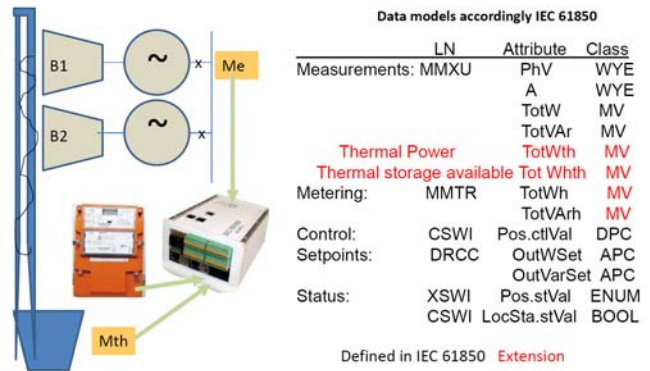 Data models accordingly IEC 61850
LN Attribute Class
Measurements: MMXU PhV WYE
A WYE
TotW MV
TotVAr MV
Thermal Power TotWth MV
Thermal storage available Tot Whth MV
Metering: MMTR TotWh MV
TotVArh MV
Control: CSWI Pos.ctlVal DPC
Setpoints: DRCC OutWSet APC
OutVarSet APC
Status: XSWI Pos.stVal ENUM
CSWI LocSta.stVal BOOL
Defined in IEC 61850 Extension
B1
~
x
Me
B2
~
x
Mth